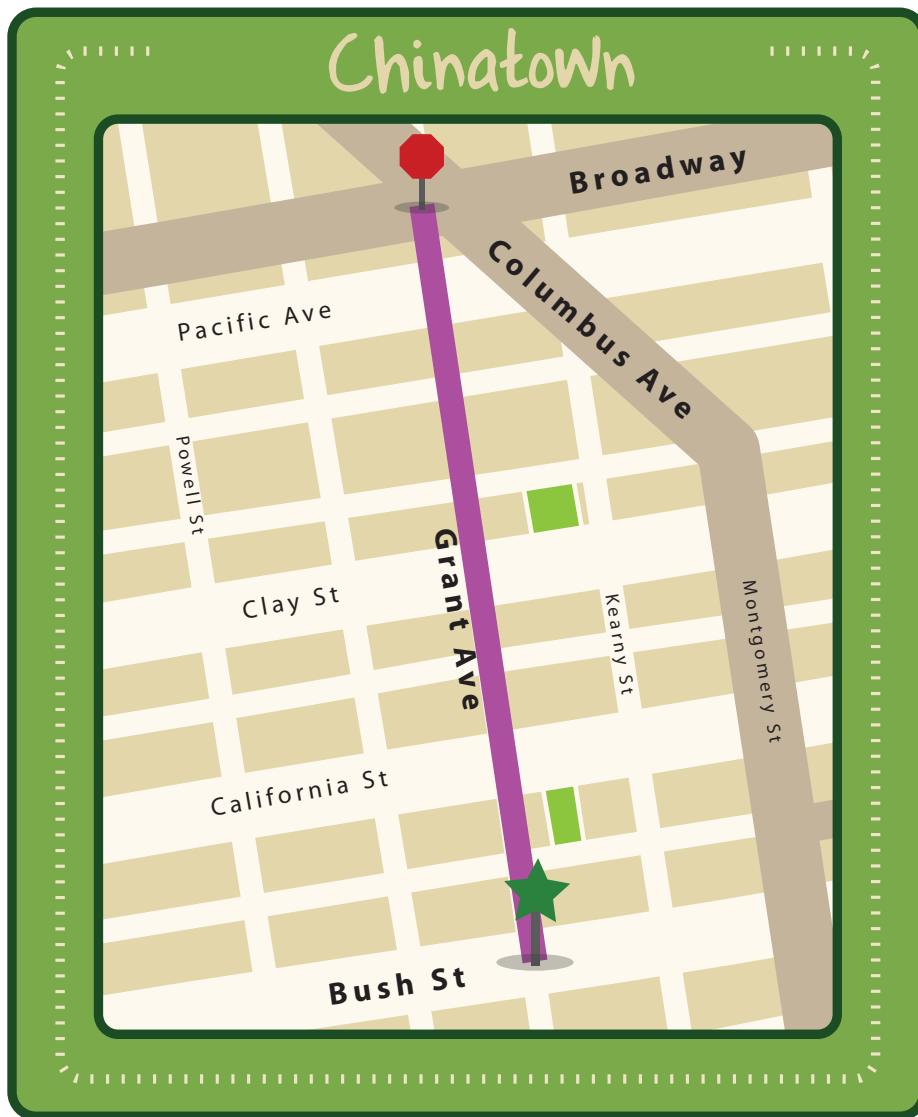 Chinatown
Broadway
Columbus Ave
Pacific Ave
Powell St
Grant Ave
Clay St
Kearny St
Montgomery St
California St
Bush St